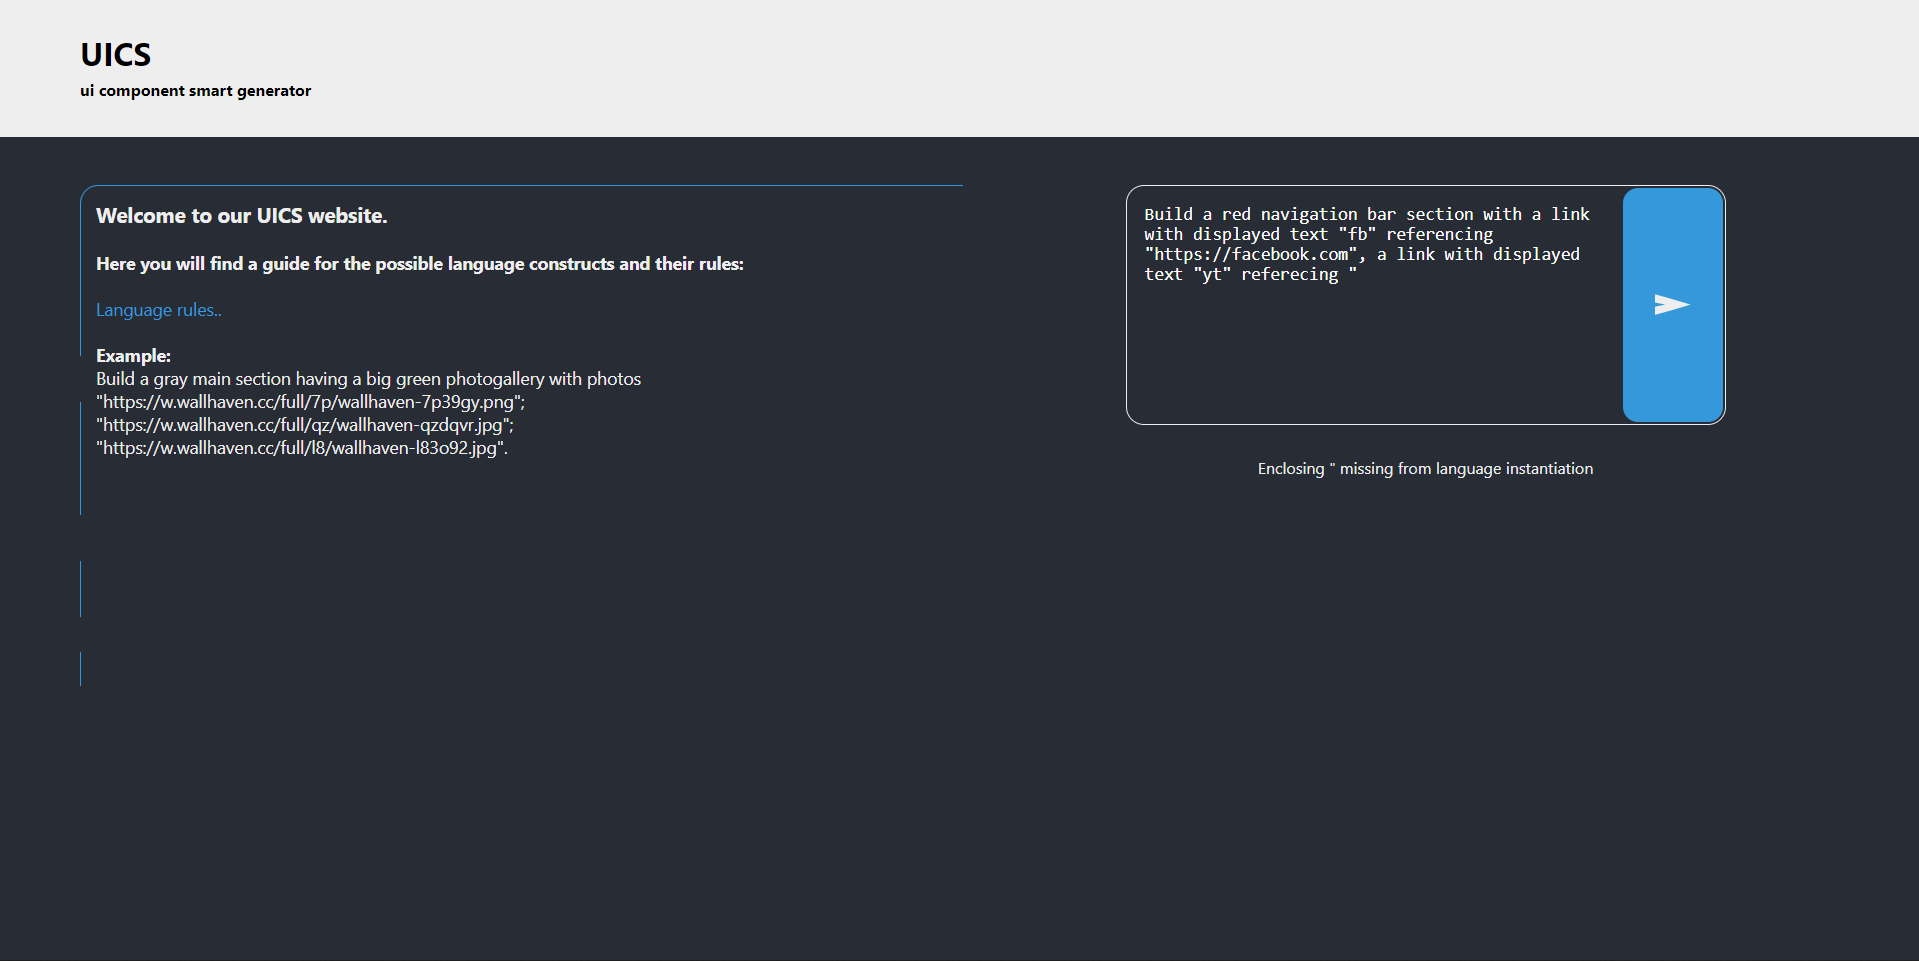 UICS
ui component smart generator
Welcome to our UICS website.
Here you will find a guide for the possible language constructs and their rules:
Language rules..
Example:
Build a gray main section having a big green photogallery with photos
"https://w.wallhaven.cc/full/7p/wallhaven-7p39gy.png";
"https://w.wallhaven.cc/full/qz/wallhaven-qzdqvr.jpg";
"https://w.wallhaven.cc/full/l8/wallhaven-l83o92.jpg".
Build a red navigation bar section with a link
with displayed text "fb" referencing
"https://facebook.com", a link with displayed
text "yt" referecing "
Enclosing " missing from language instantiation